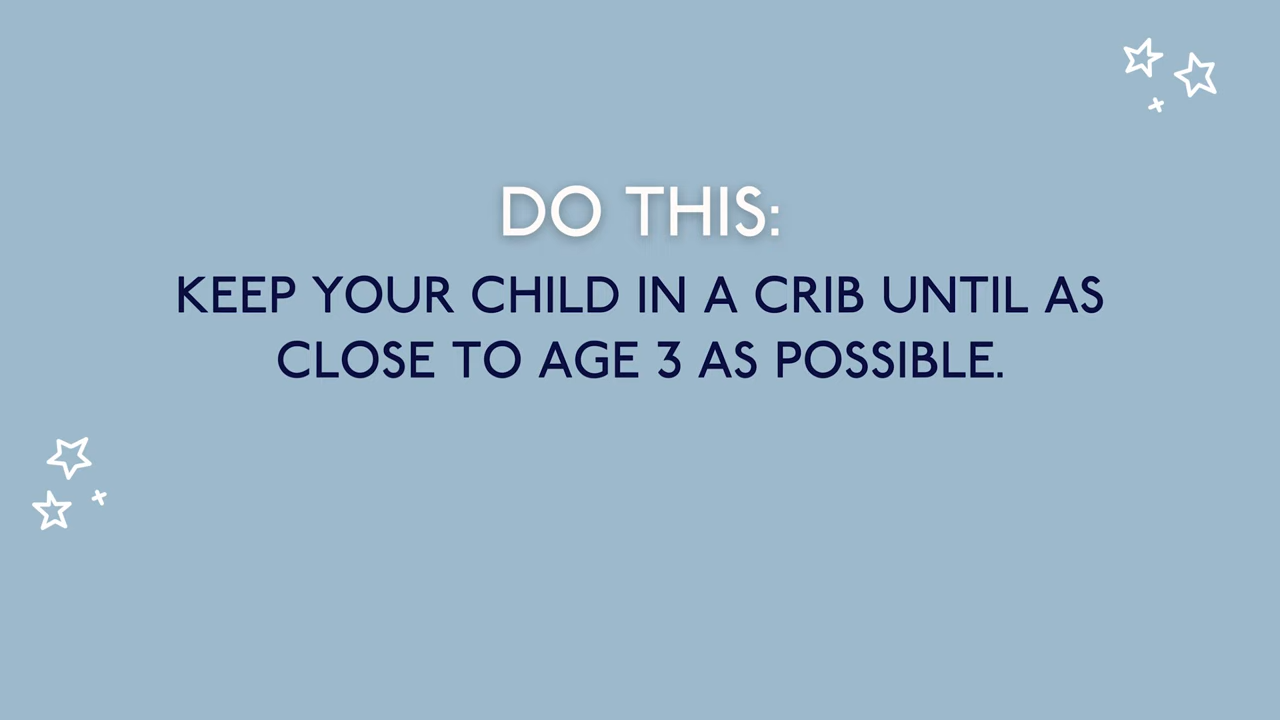 DO THIS:
KEEP YOUR CHILD IN A CRIB UNTIL AS
CLOSE TO AGE 3 AS POSSIBLE.